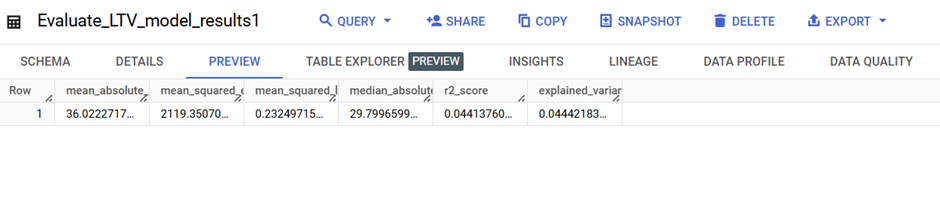 Evaluate_LTV_model_results1 QUERY SHARE COPY SNAPSHOT DELETE EXPORT
SCHEMA DETAILS PREVIEW TABLE EXPLORER PREVIEW INSIGHTS LINEAGE DATA PROFILE DATA QUALITY
Row mean_absolute_ mean_squared_e mean_squared_l median_absolute r2_score explained_varian
1 36.0222717... 2119.35070... 0.23249715... 29.7996599... 0.04413760... 0.04442183...